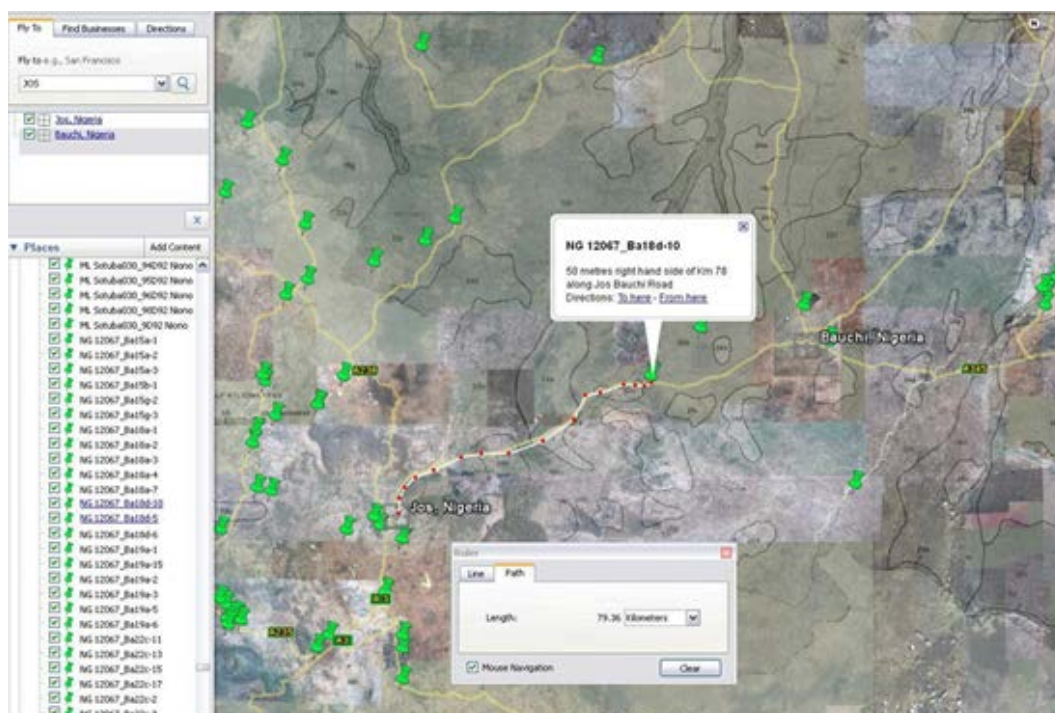 Fly To
Find Businesses
Directions
Fly to e.g., San Francisco
JOS
Jos, Nigeria
Bauchi, Nigeria
Places
Add Content
ML Sotuba030_94D92 Niono
ML Sotuba030_95D92 Niono
ML Sotuba030_96D92 Niono
ML Sotuba030_98D92 Niono
ML Sotuba030_9D92 Niono
NG 12067_Ba15a-1
NG 12067_Ba15a-2
NG 12067_Ba15a-3
NG 12067_Ba15b-1
NG 12067_Ba15g-2
NG 12067_Ba15g-3
NG 12067_Ba18a-1
NG 12067_Ba18a-2
NG 12067_Ba18a-3
NG 12067_Ba18a-4
NG 12067_Ba18a-7
NG 12067_Ba18d-10
NG 12067_Ba18d-5
NG 12067_Ba18d-6
NG 12067_Ba19a-1
NG 12067_Ba19a-15
NG 12067_Ba19a-2
NG 12067_Ba19a-3
NG 12067_Ba19a-5
NG 12067_Ba19a-6
NG 12067_Ba22c-11
NG 12067_Ba22c-13
NG 12067_Ba22c-15
NG 12067_Ba22c-17
NG 12067_Ba22c-2
N
NG 12067_Ba18d-10
50 metres right hand side of Km 78
along Jos Bauchi Road
Directions: To here - From here
Bauchi, Nigeria
A236
A345
Jos, Nigeria
A3
A235
A3
Ruler
Line
Path
Length:
79.36
Kilometers
Mouse Navigation
Clear